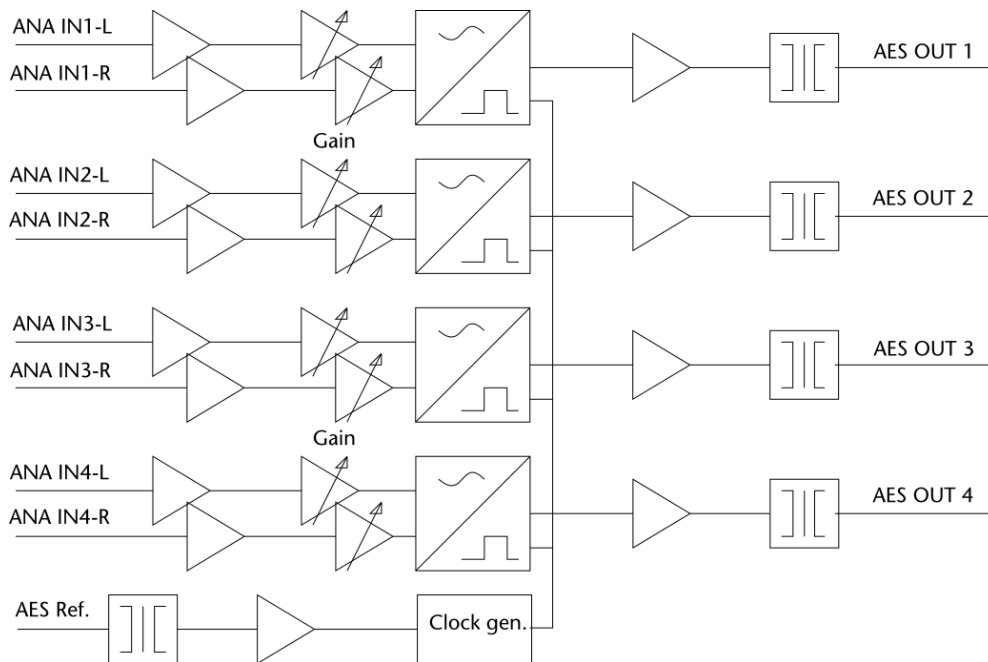 ANA IN1-L
AES OUT 1
ANA IN1-R
Gain
ANA IN2-L
AES OUT 2
ANA IN2-R
ANA IN3-L
AES OUT 3
ANA IN3-R
Gain
ANA IN4-L
AES OUT 4
ANA IN4-R
AES Ref.
Clock gen.